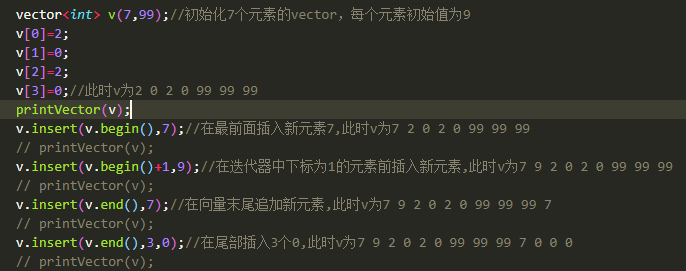 vector<int> v(7,99);//初始化7个元素的vector，每个元素初始值为9
v[0]=2;
v[1]=0;
v[2]=2;
v[3]=0;//此时v为2 0 2 0 99 99 99
printVector(v);
v.insert(v.begin(),7);//在最前面插入新元素7,此时v为7 2 0 2 0 99 99 99
// printVector(v);
v.insert(v.begin()+1,9);//在迭代器中下标为1的元素前插入新元素,此时v为7 9 2 0 2 0 99 99 99
// printVector(v);
v.insert(v.end(),7);//在向量末尾追加新元素,此时v为7 9 2 0 2 0 99 99 99 7
// printVector(v);
v.insert(v.end(),3,0);//在尾部插入3个0,此时v为7 9 2 0 2 0 99 99 99 7 0 0 0
// printVector(v);